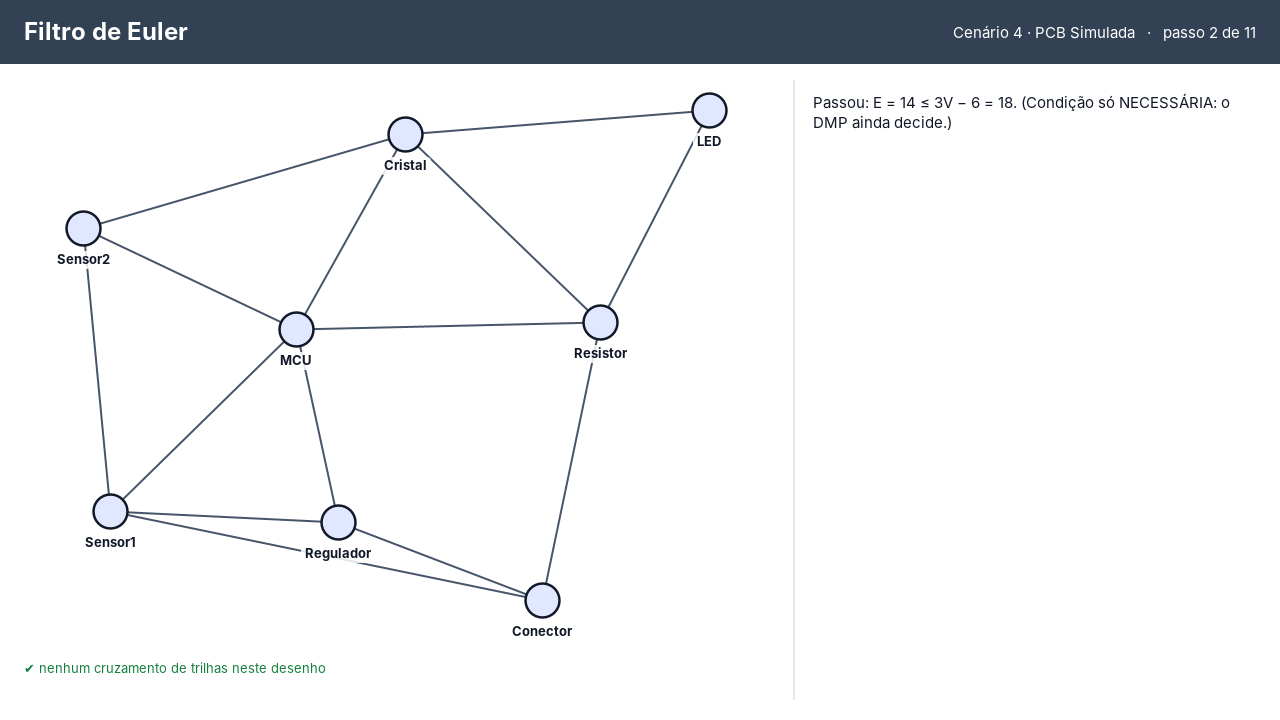 Filtro de Euler
Cenário 4 · PCB Simulada · passo 2 de 11
Passou: E = 14 ≤ 3V − 6 = 18. (Condição só NECESSÁRIA: o
DMP ainda decide.)
LED
Cristal
Sensor2
MCU
Resistor
Sensor1
Regulador
Conector
✔ nenhum cruzamento de trilhas neste desenho